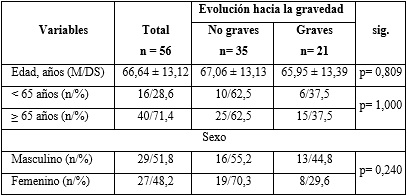 Variables Total n = 56 Evolución hacia la gravedad sig.
No graves n= 35 Graves n= 21
Edad, años (M/DS) 66,64 ± 13,12 67,06 ± 13,13 65,95 ± 13,39 p= 0,809
< 65 años (n/%) 16/28,6 10/62,5 6/37,5 p= 1,000
≥ 65 años (n/%) 40/71,4 25/62,5 15/37,5
Sexo
Masculino (n/%) 29/51,8 16/55,2 13/44,8 p= 0,240
Femenino (n/%) 27/48,2 19/70,3 8/29,6